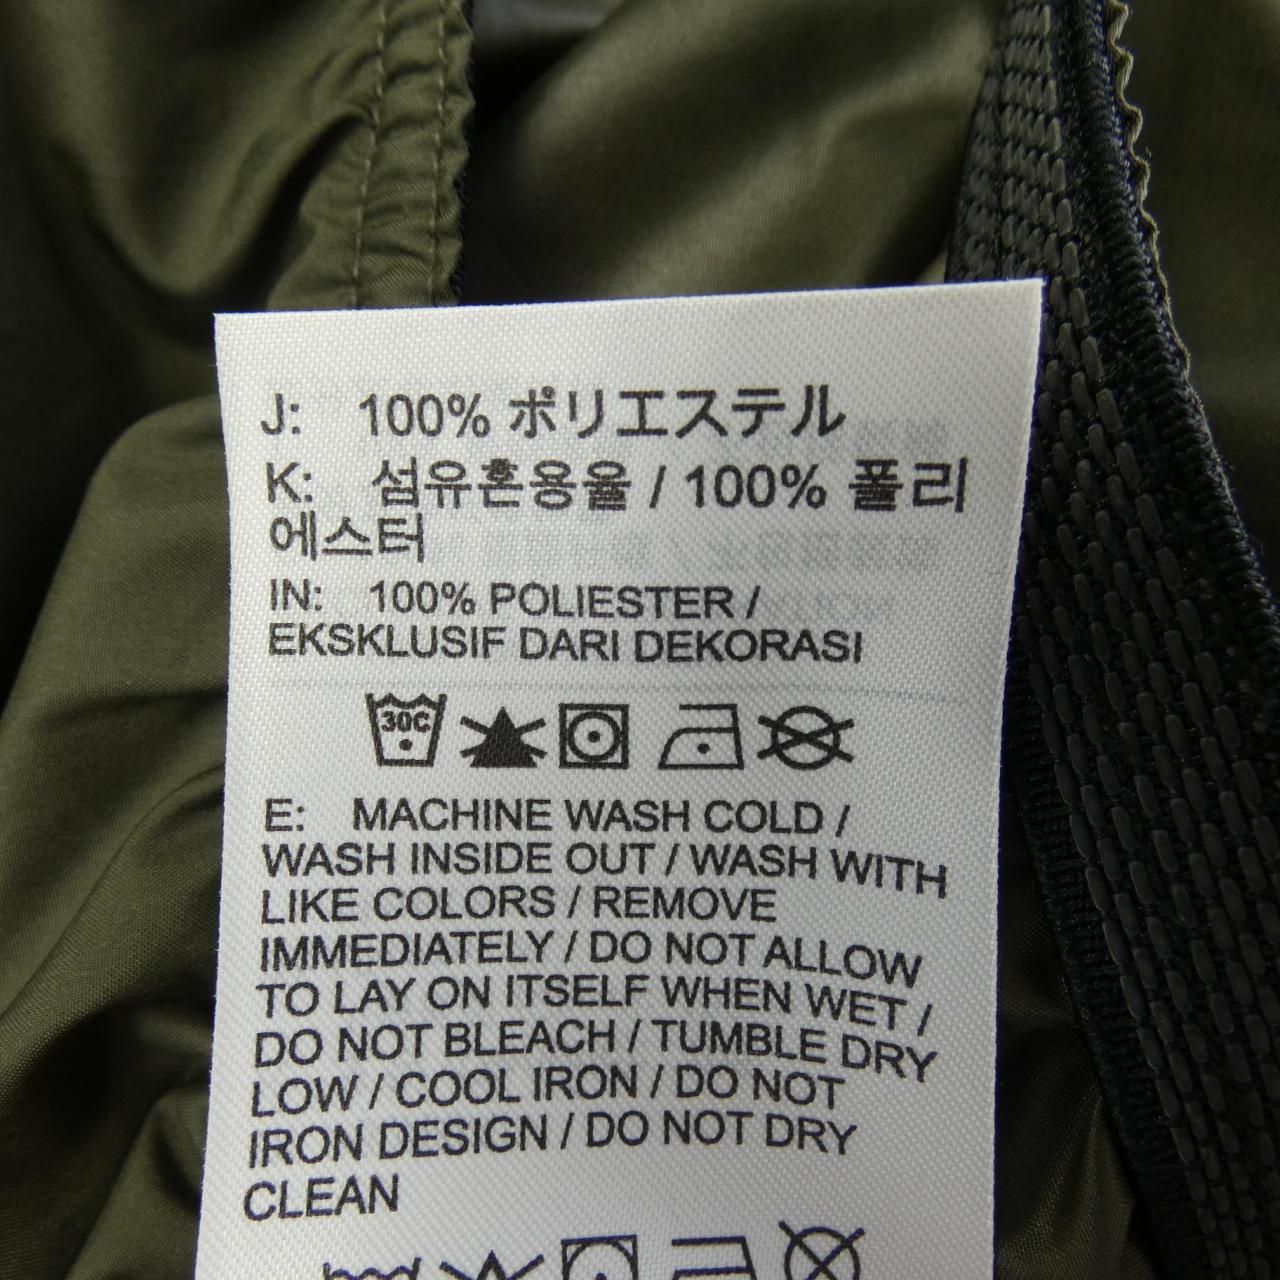 J: 100% ポリエステル
K: 섬유혼용율 / 100% 폴리
에스터
IN: 100% POLIESTER /
EKSKLUSIF DARI DEKORASI
30C
E: MACHINE WASH COLD /
WASH INSIDE OUT / WASH WITH
LIKE COLORS / REMOVE
IMMEDIATELY / DO NOT ALLOW
TO LAY ON ITSELF WHEN WET /
DO NOT BLEACH / TUMBLE DRY
LOW / COOL IRON / DO NOT
IRON DESIGN / DO NOT DRY
CLEAN